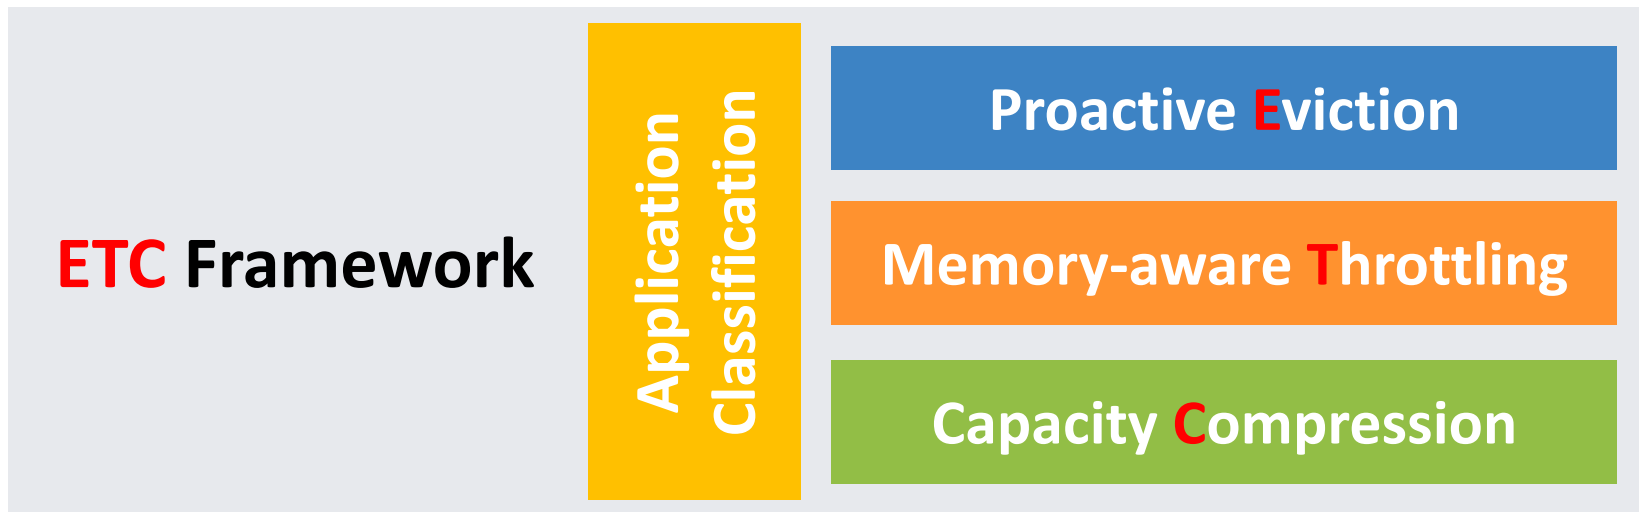 ETC Framework
Application
Classification
Proactive Eviction
Memory-aware Throttling
Capacity Compression